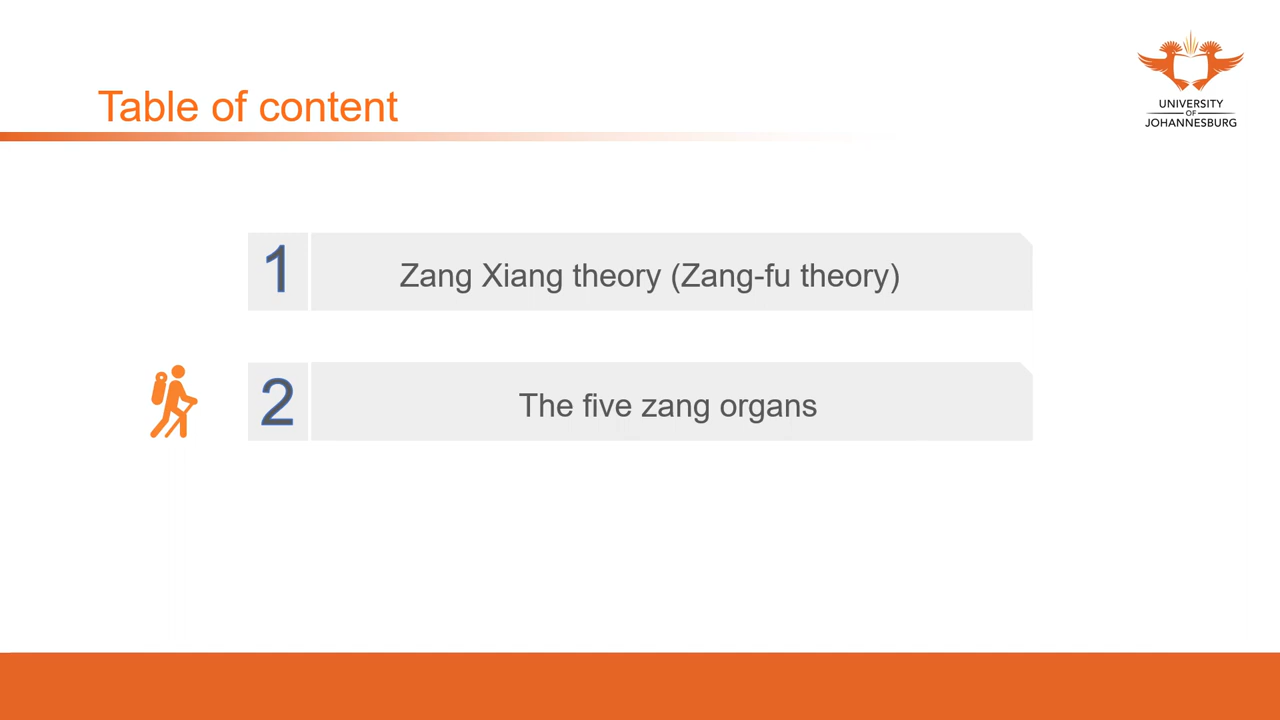 Table of content
UNIVERSITY
OF
JOHANNESBURG
1
Zang Xiang theory (Zang-fu theory)
2
The five zang organs